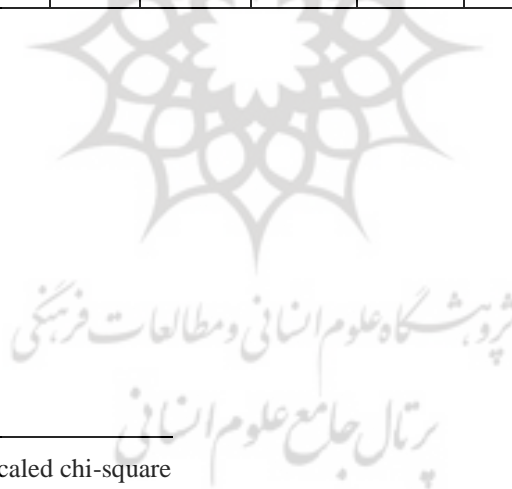 پژوهشگاه علوم انسانی و مطالعات فرهنگی
پرتال جامع علوم انسانی
caled chi-square